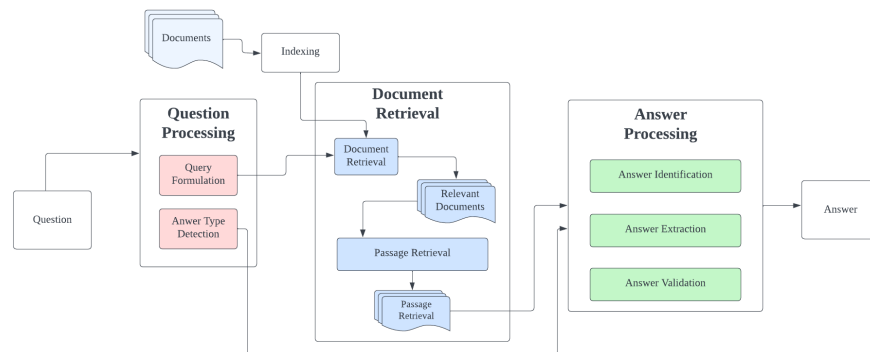 Documents
Indexing
Question
Processing
Query
Formulation
Anwer Type
Detection
Question
Document
Retrieval
Document
Retrieval
Relevant
Documents
Passage Retrieval
Passage
Retrieval
Answer
Processing
Answer Identification
Answer Extraction
Answer Validation
Answer